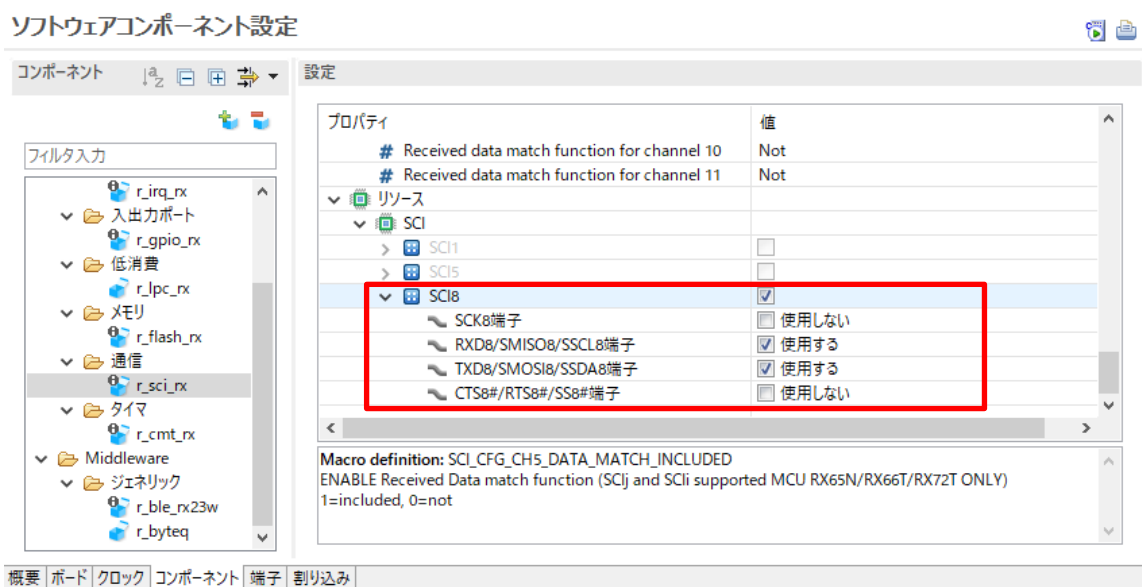 ソフトウェアコンポーネント設定
コンポーネント
設定
フィルタ入力
r_irq_rx
入出力ポート
r_gpio_rx
低消費
r_lpc_rx
メモリ
r_flash_rx
通信
r_sci_rx
タイマ
r_cmt_rx
Middleware
ジェネリック
r_ble_rx23w
r_byteq
プロパティ 値
# Received data match function for channel 10 Not
# Received data match function for channel 11 Not
リソース
SCI
SCI1
SCI5
SCI8
SCK8端子 使用しない
RXD8/SMISO8/SSCL8端子 使用する
TXD8/SMOSI8/SSDA8端子 使用する
CTS8#/RTS8#/SS8#端子 使用しない
Macro definition: SCI_CFG_CH5_DATA_MATCH_INCLUDED
ENABLE Received Data match function (SCIj and SCIi supported MCU RX65N/RX66T/RX72T ONLY)
1=included, 0=not
概要 ボード クロック コンポーネント 端子 割り込み